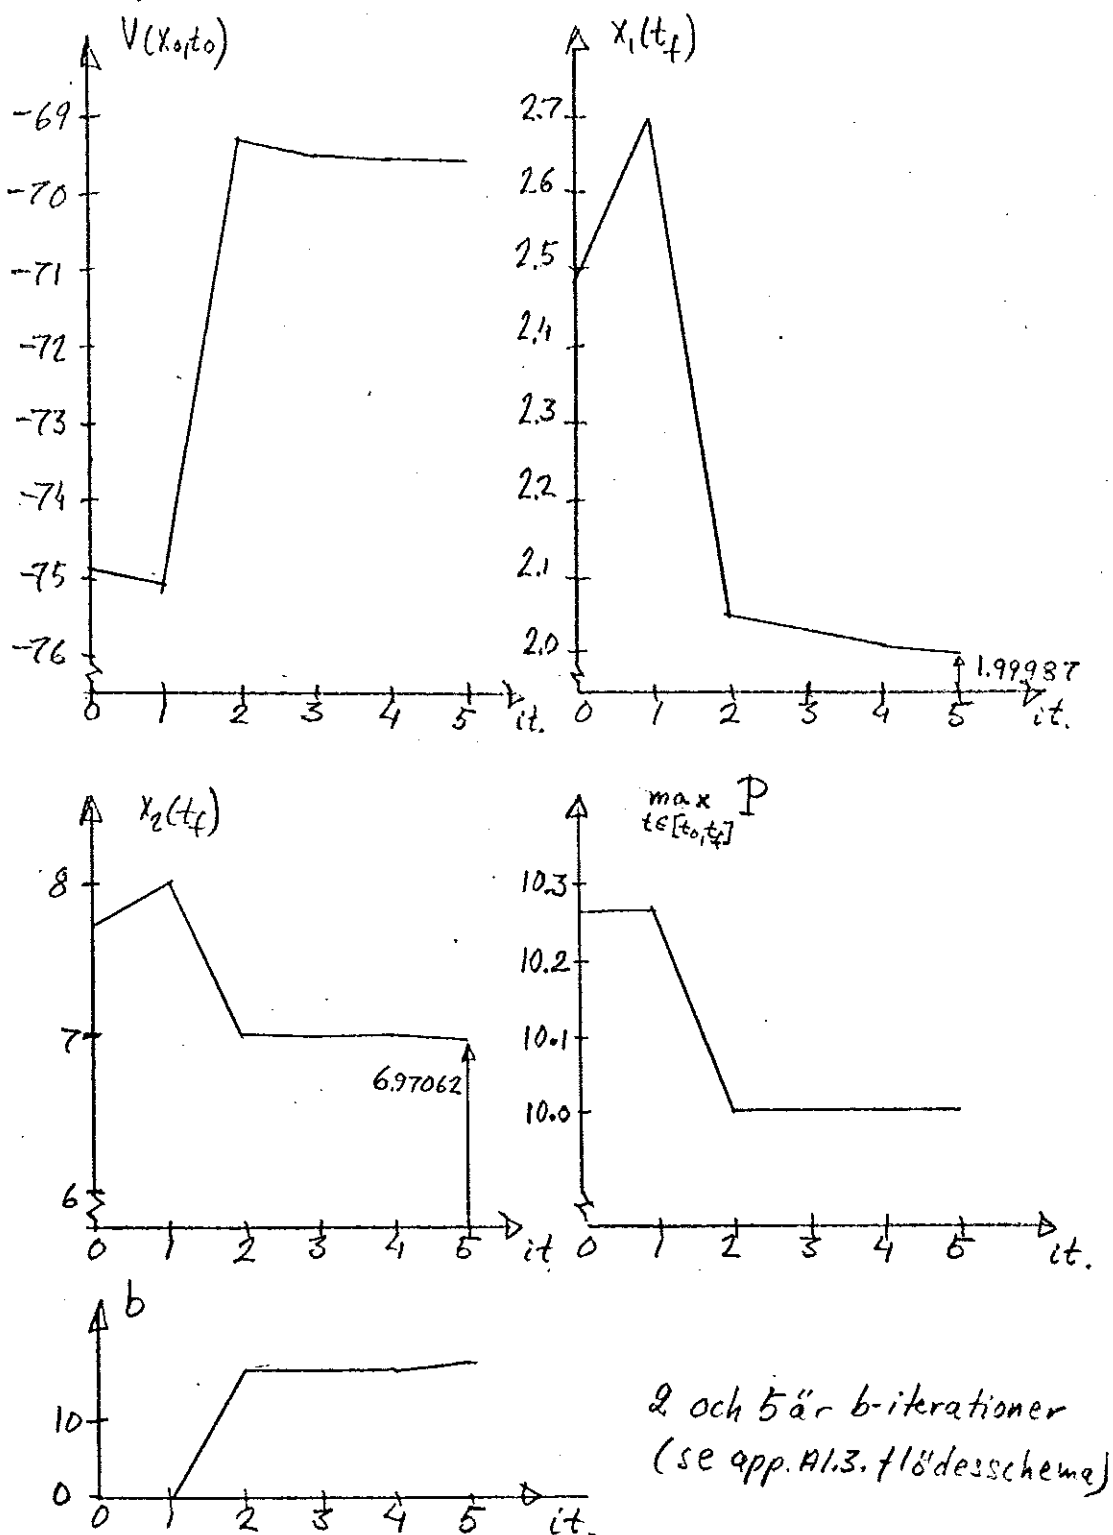 V(x₀,t₀)
-69
-70
-71
-72
-73
-74
-75
-76
0 1 2 3 4 5 it.
x₁(t_f)
2.7
2.6
2.5
2.4
2.3
2.2
2.1
2.0
1.99987
0 1 2 3 4 5 it.
x₂(t_f)
8
7
6
6.97062
0 1 2 3 4 5 it
max P
t∈[t₀,t_f]
10.3
10.2
10.1
10.0
0 1 2 3 4 5 it.
b
10
0
0 1 2 3 4 5 it.
2 och 5 är b-iterationer
(se app. A1.3. flödesschema)